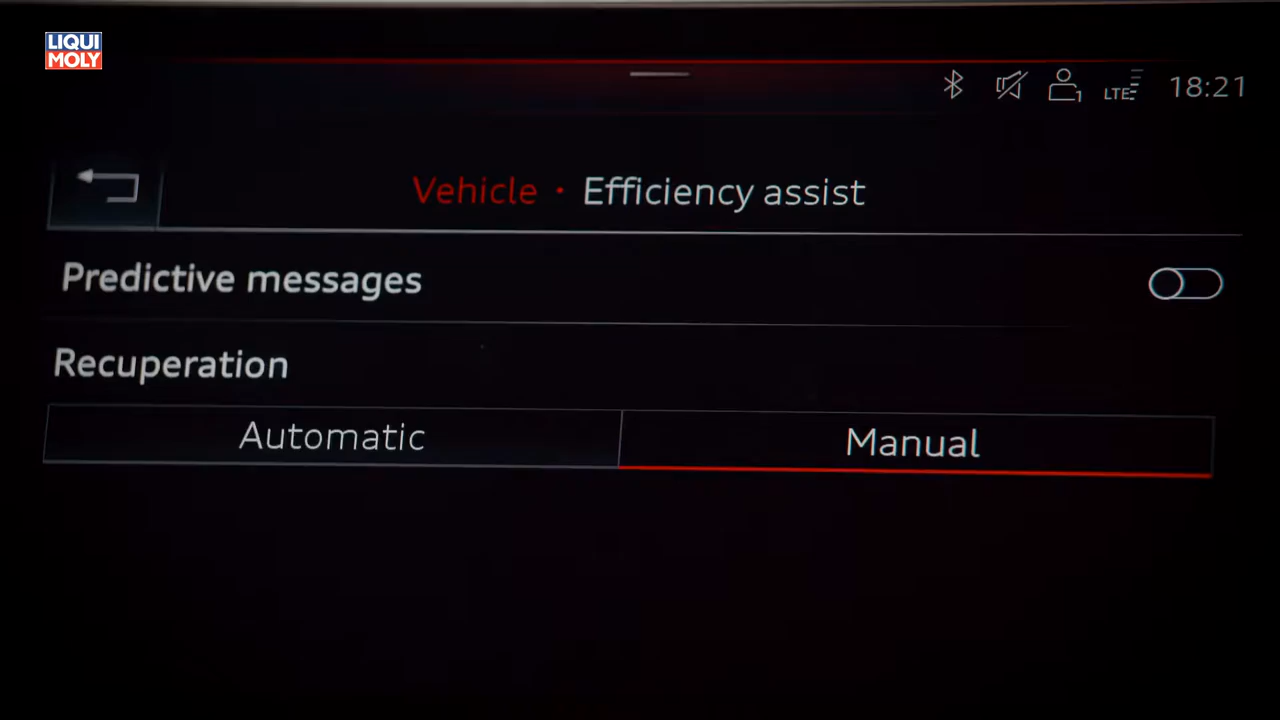 LIQUI
MOLY
LTE 18:21
Vehicle · Efficiency assist
Predictive messages
Recuperation
Automatic Manual